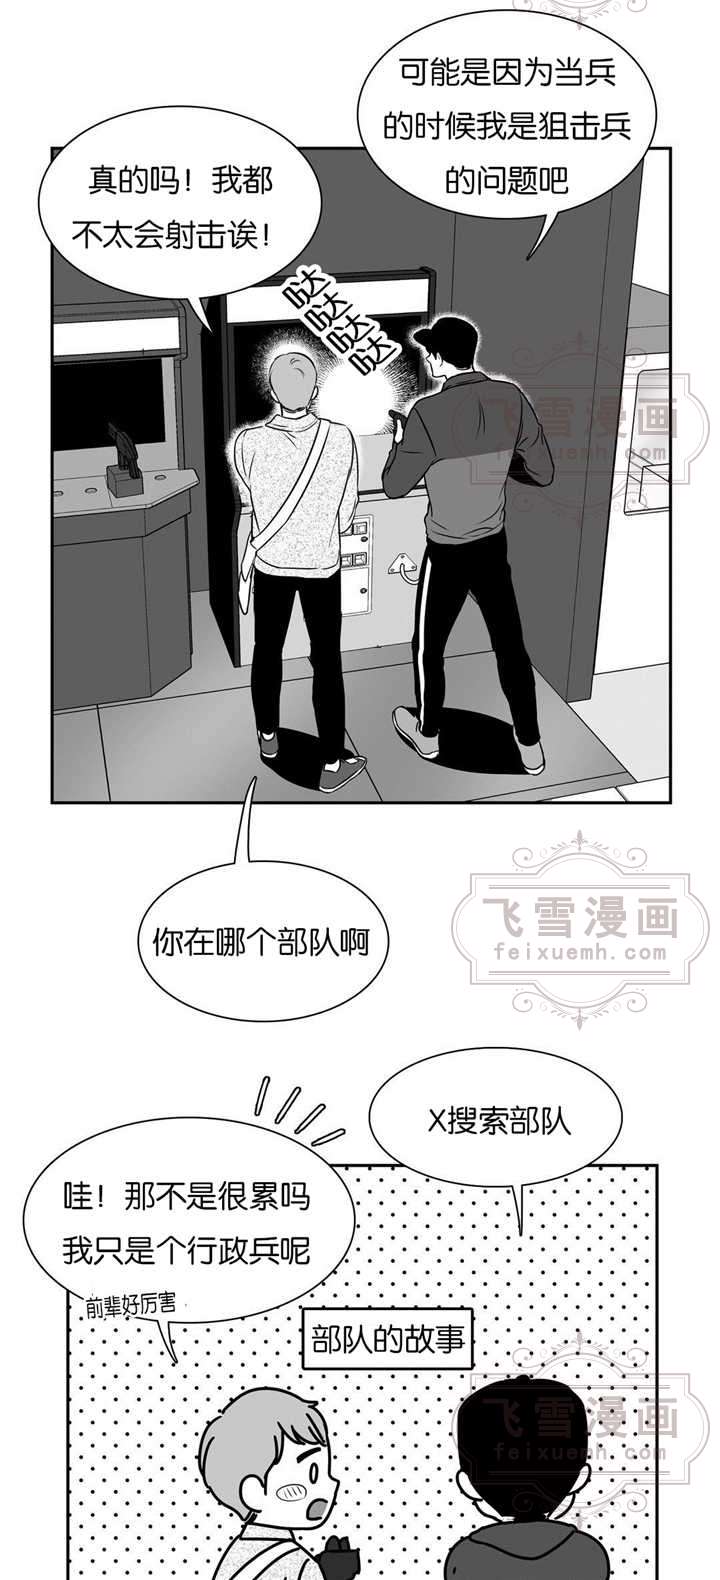 可能是因为当兵
的时候我是狙击兵
的问题吧
真的吗！我都
不太会射击诶！
哒哒哒哒
飞雪漫画
feixuemh.com
你在哪个部队啊
飞雪漫画
feixuemh.com
X搜索部队
哇！那不是很累吗
我只是个行政兵呢
前辈好厉害
部队的故事
飞雪漫画
feixuemh.com